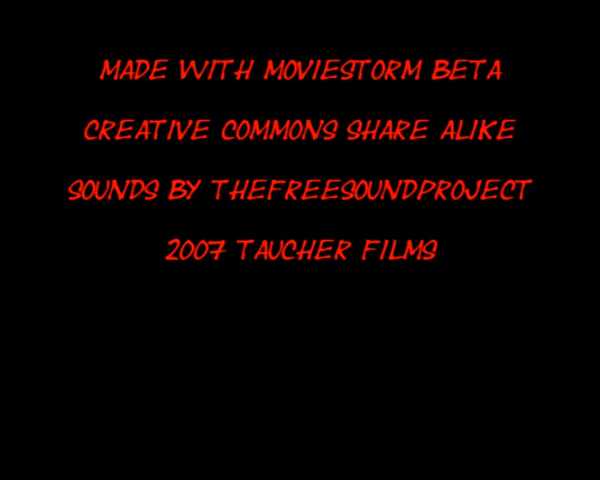 MADE WITH MOVIESTORM BETA
CREATIVE COMMONS SHARE ALIKE
SOUNDS BY THEFREESOUNDPROJECT
2007 TAUCHER FILMS